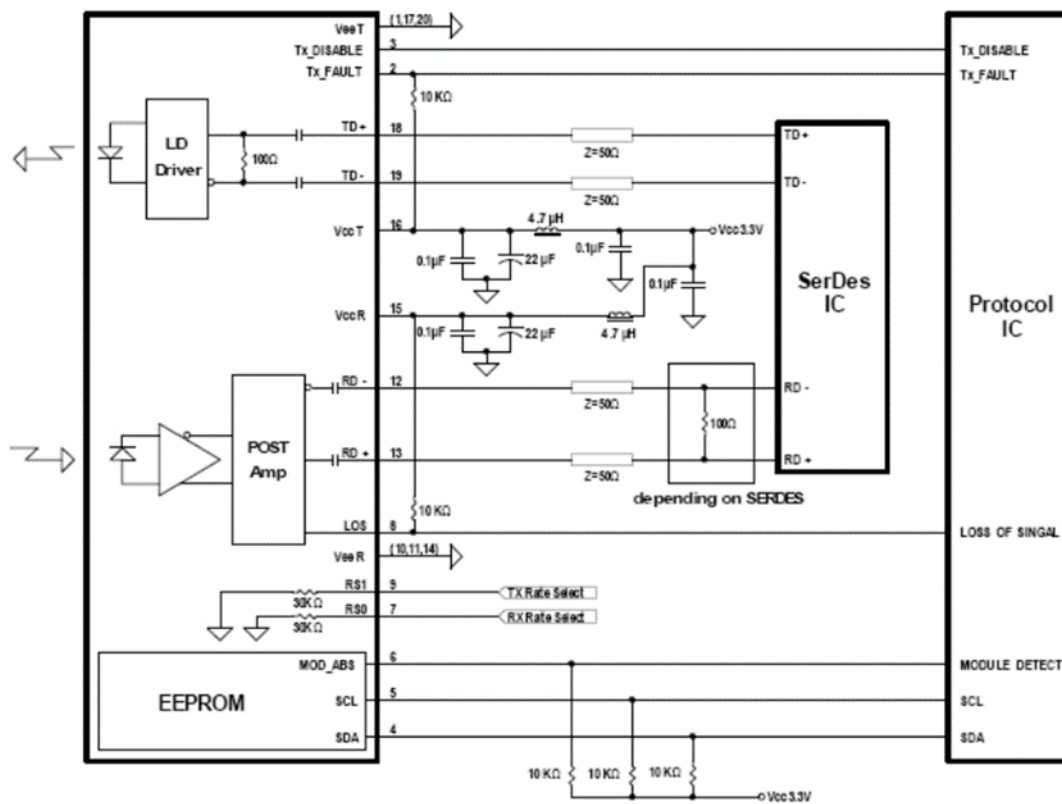 VeeT (1,17,20)
Tx_DISABLE 3 Tx_DISABLE
Tx_FAULT 2 Tx_FAULT
10 KΩ
LD
Driver
100Ω
TD+ 18 Z=50Ω TD+
TD- 19 Z=50Ω TD-
VccT 16 4.7 µH Vcc3.3V
0.1µF 22 µF 0.1µF
0.1µF
SerDes
IC
Protocol
IC
VccR 15
0.1µF 22 µF 4.7 µH
RD - 12 Z=50Ω RD -
100Ω
POST
Amp
RD + 13 Z=50Ω RD +
depending on SERDES
10 KΩ
LOS 8 LOSS OF SINGAL
VeeR (10,11,14)
RS1 9 TX Rate Select
30KΩ
RS0 7 RX Rate Select
30KΩ
MOD_ABS 6 MODULE DETECT
EEPROM
SCL 5 SCL
SDA 4 SDA
10 KΩ 10 KΩ 10 KΩ
Vcc3.3V